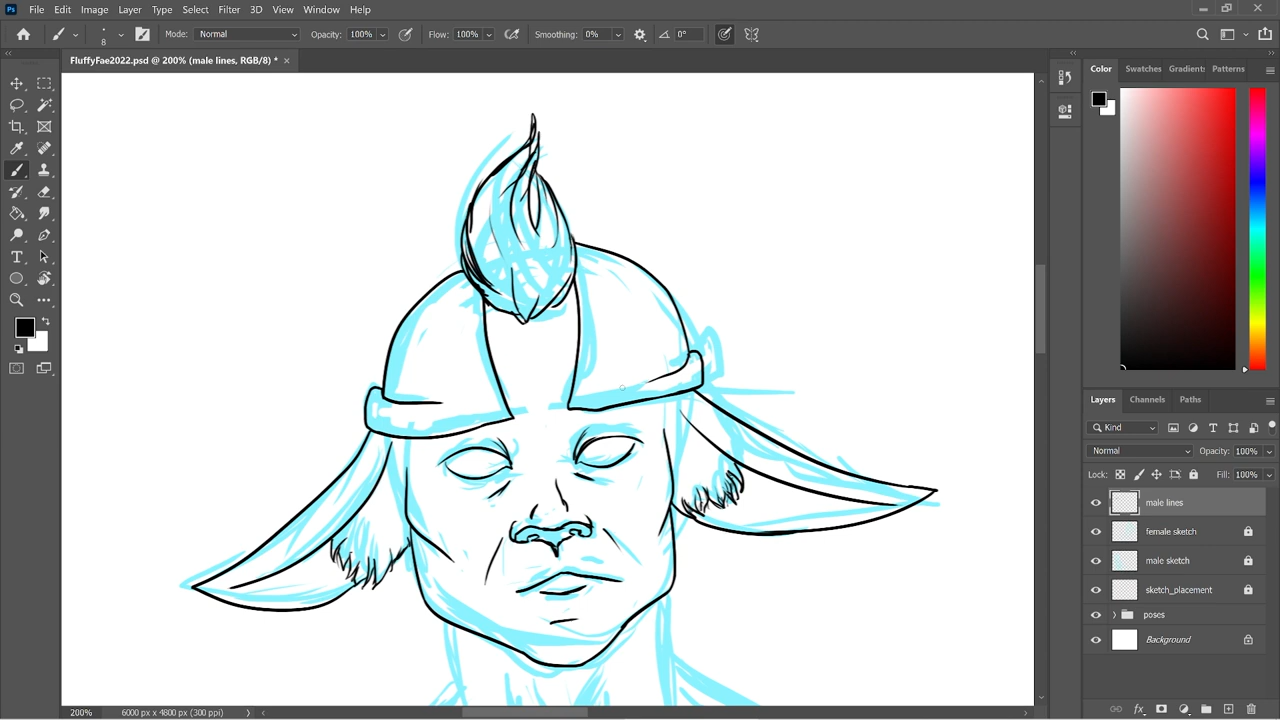 Ps File Edit Image Layer Type Select Filter 3D View Window Help
8 Mode: Normal Opacity: 100% Flow: 100% Smoothing: 0% 0°
FluffyFae2022.psd @ 200% (male lines, RGB/8) * ×
Color Swatches Gradients Patterns
Layers Channels Paths
Kind
Normal Opacity: 100%
Lock: Fill: 100%
male lines
female sketch
male sketch
sketch_placement
poses
Background
200% 6000 px x 4800 px (300 ppi)
fx